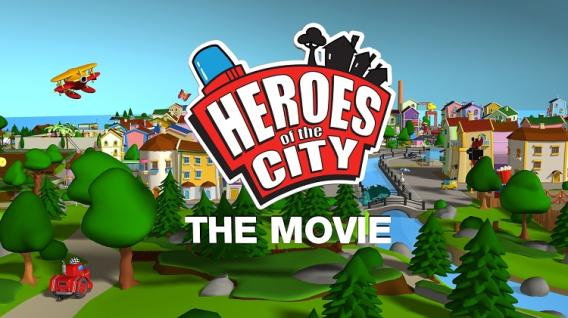 HEROES
of the
CITY
THE MOVIE